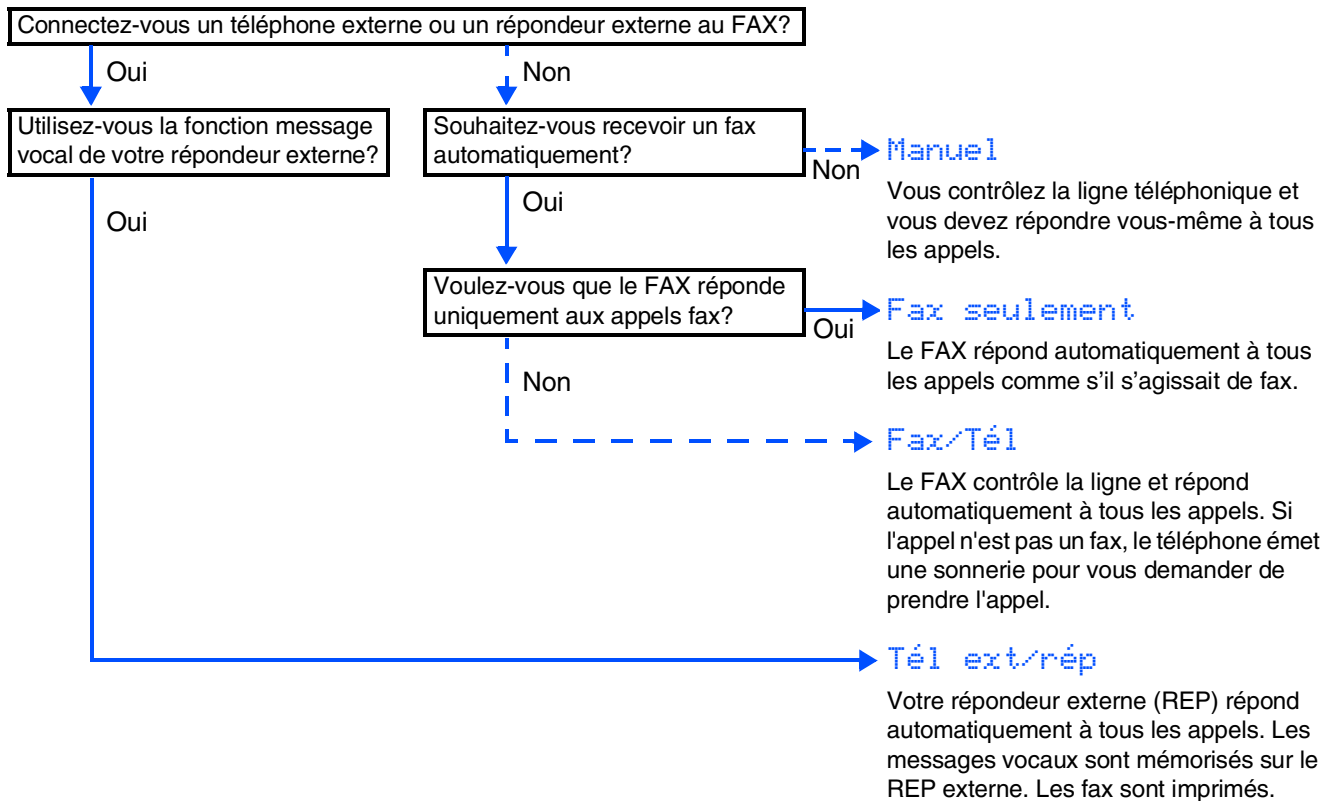 Connectez-vous un téléphone externe ou un répondeur externe au FAX?
Oui
Non
Utilisez-vous la fonction message
vocal de votre répondeur externe?
Souhaitez-vous recevoir un fax
automatiquement?
Non
Manuel
Vous contrôlez la ligne téléphonique et
vous devez répondre vous-même à tous
les appels.
Oui
Oui
Voulez-vous que le FAX réponde
uniquement aux appels fax?
Oui
Fax seulement
Le FAX répond automatiquement à tous
les appels comme s'il s'agissait de fax.
Non
Fax/Tél
Le FAX contrôle la ligne et répond
automatiquement à tous les appels. Si
l'appel n'est pas un fax, le téléphone émet
une sonnerie pour vous demander de
prendre l'appel.
Tél ext/rép
Votre répondeur externe (REP) répond
automatiquement à tous les appels. Les
messages vocaux sont mémorisés sur le
REP externe. Les fax sont imprimés.